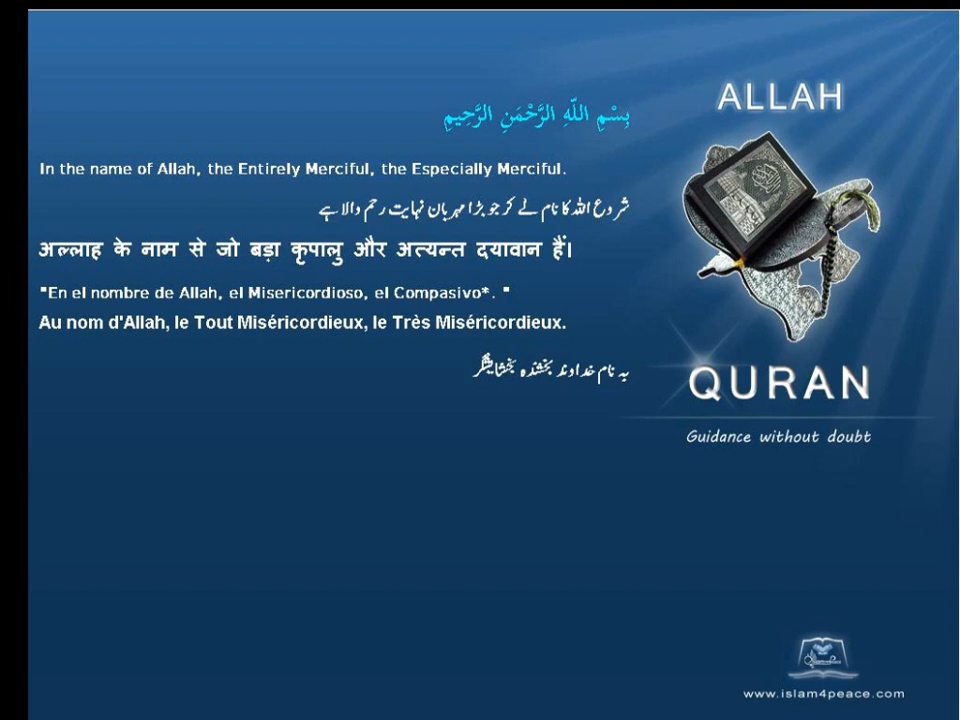 بِسْمِ اللَّهِ الرَّحْمَنِ الرَّحِيمِ
In the name of Allah, the Entirely Merciful, the Especially Merciful.
شروع الله کا نام لے کر جو بڑا مہربان نہایت رحم والا ہے
अल्लाह के नाम से जो बड़ा कृपालु और अत्यन्त दयावान हैं।
"En el nombre de Allah, el Misericordioso, el Compasivo*. "
Au nom d'Allah, le Tout Miséricordieux, le Très Miséricordieux.
به نام خداوند بخشنده بخشایشگر
ALLAH
QURAN
Guidance without doubt
www.islam4peace.com